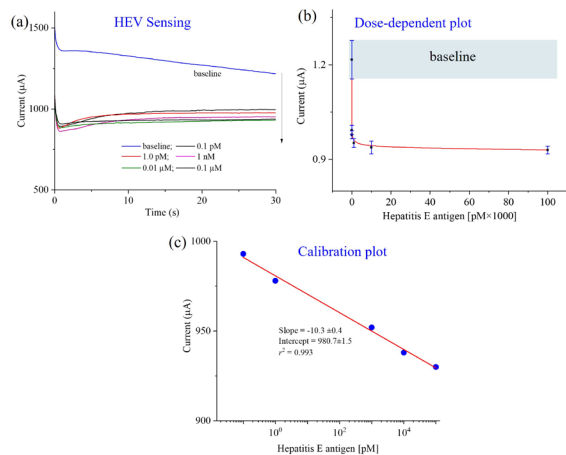 (a)
HEV Sensing
1500
1000
500
Current (µA)
baseline
baseline; 0.1 pM
1.0 pM; 1 nM
0.01 µM; 0.1 µM
0
10
20
30
Time (s)
(b)
Dose-dependent plot
baseline
1.2
0.9
Current (µA)
0
20
40
60
80
100
Hepatitis E antigen [pM×1000]
(c)
Calibration plot
1000
950
900
Current (µA)
Slope = -10.3 ±0.4
Intercept = 980.7±1.5
r² = 0.993
10⁰
10²
10⁴
Hepatitis E antigen [pM]